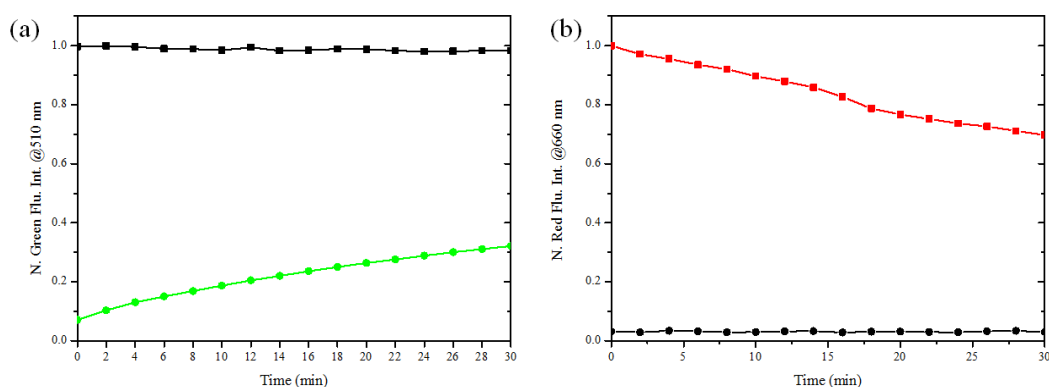 (a)
N. Green Flu. Int. @510 nm
1.0
0.8
0.6
0.4
0.2
0.0
0 2 4 6 8 10 12 14 16 18 20 22 24 26 28 30
Time (min)
(b)
N. Red Flu. Int. @660 nm
1.0
0.8
0.6
0.4
0.2
0.0
0 5 10 15 20 25 30
Time (min)